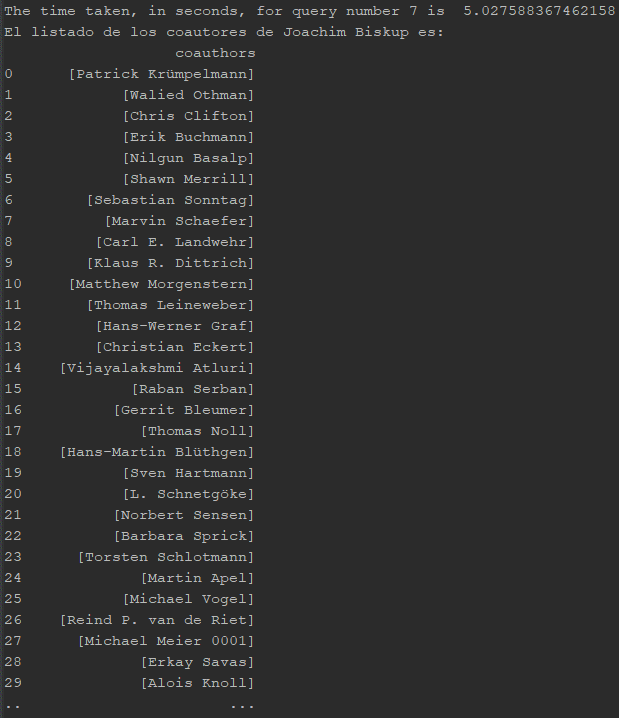 The time taken, in seconds, for query number 7 is  5.027588367462158
El listado de los coautores de Joachim Biskup es:
coauthors
0 [Patrick Krümpelmann]
1 [Walied Othman]
2 [Chris Clifton]
3 [Erik Buchmann]
4 [Nilgun Basalp]
5 [Shawn Merrill]
6 [Sebastian Sonntag]
7 [Marvin Schaefer]
8 [Carl E. Landwehr]
9 [Klaus R. Dittrich]
10 [Matthew Morgenstern]
11 [Thomas Leineweber]
12 [Hans-Werner Graf]
13 [Christian Eckert]
14 [Vijayalakshmi Atluri]
15 [Raban Serban]
16 [Gerrit Bleumer]
17 [Thomas Noll]
18 [Hans-Martin Blüthgen]
19 [Sven Hartmann]
20 [L. Schnetgöke]
21 [Norbert Sensen]
22 [Barbara Sprick]
23 [Torsten Schlotmann]
24 [Martin Apel]
25 [Michael Vogel]
26 [Reind P. van de Riet]
27 [Michael Meier 0001]
28 [Erkay Savas]
29 [Alois Knoll]
.. ...